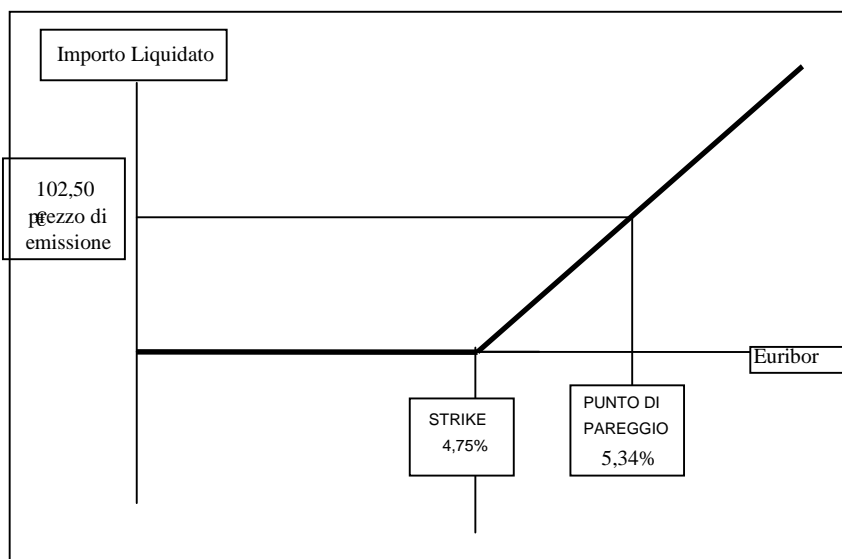 Importo Liquidato
102,50
€
prezzo di
emissione
Euribor
STRIKE
4,75%
PUNTO DI
PAREGGIO
5,34%